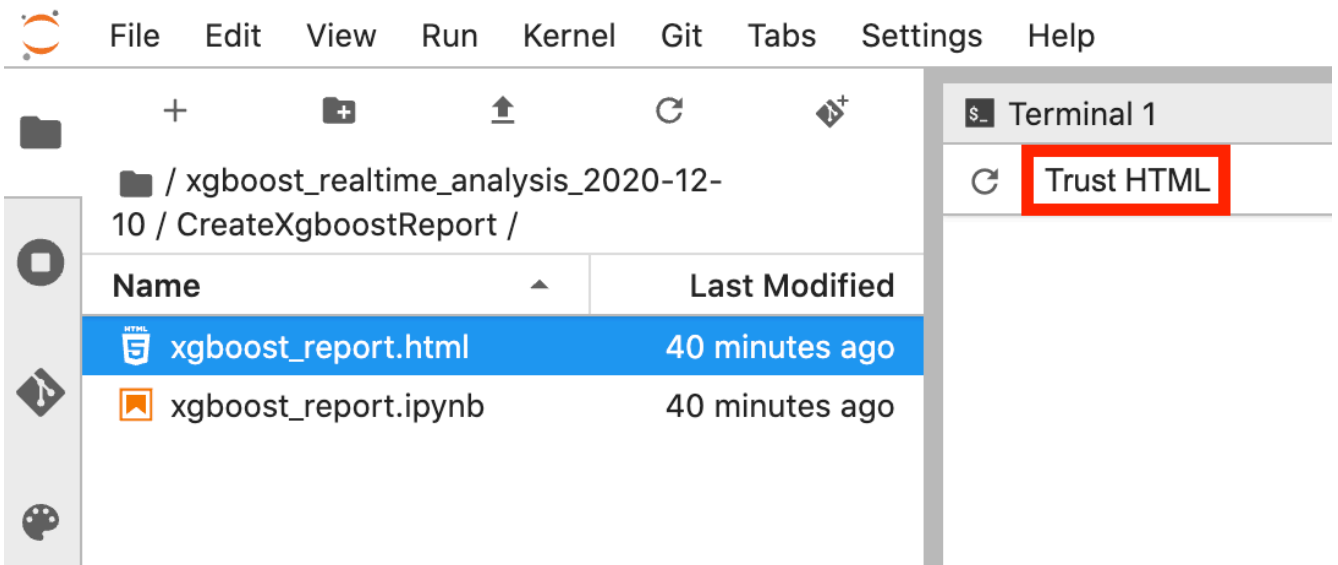 File Edit View Run Kernel Git Tabs Settings Help
$_ Terminal 1
/ xgboost_realtime_analysis_2020-12-
10 / CreateXgboostReport /
Trust HTML
Name Last Modified
HTML 5 xgboost_report.html 40 minutes ago
xgboost_report.ipynb 40 minutes ago